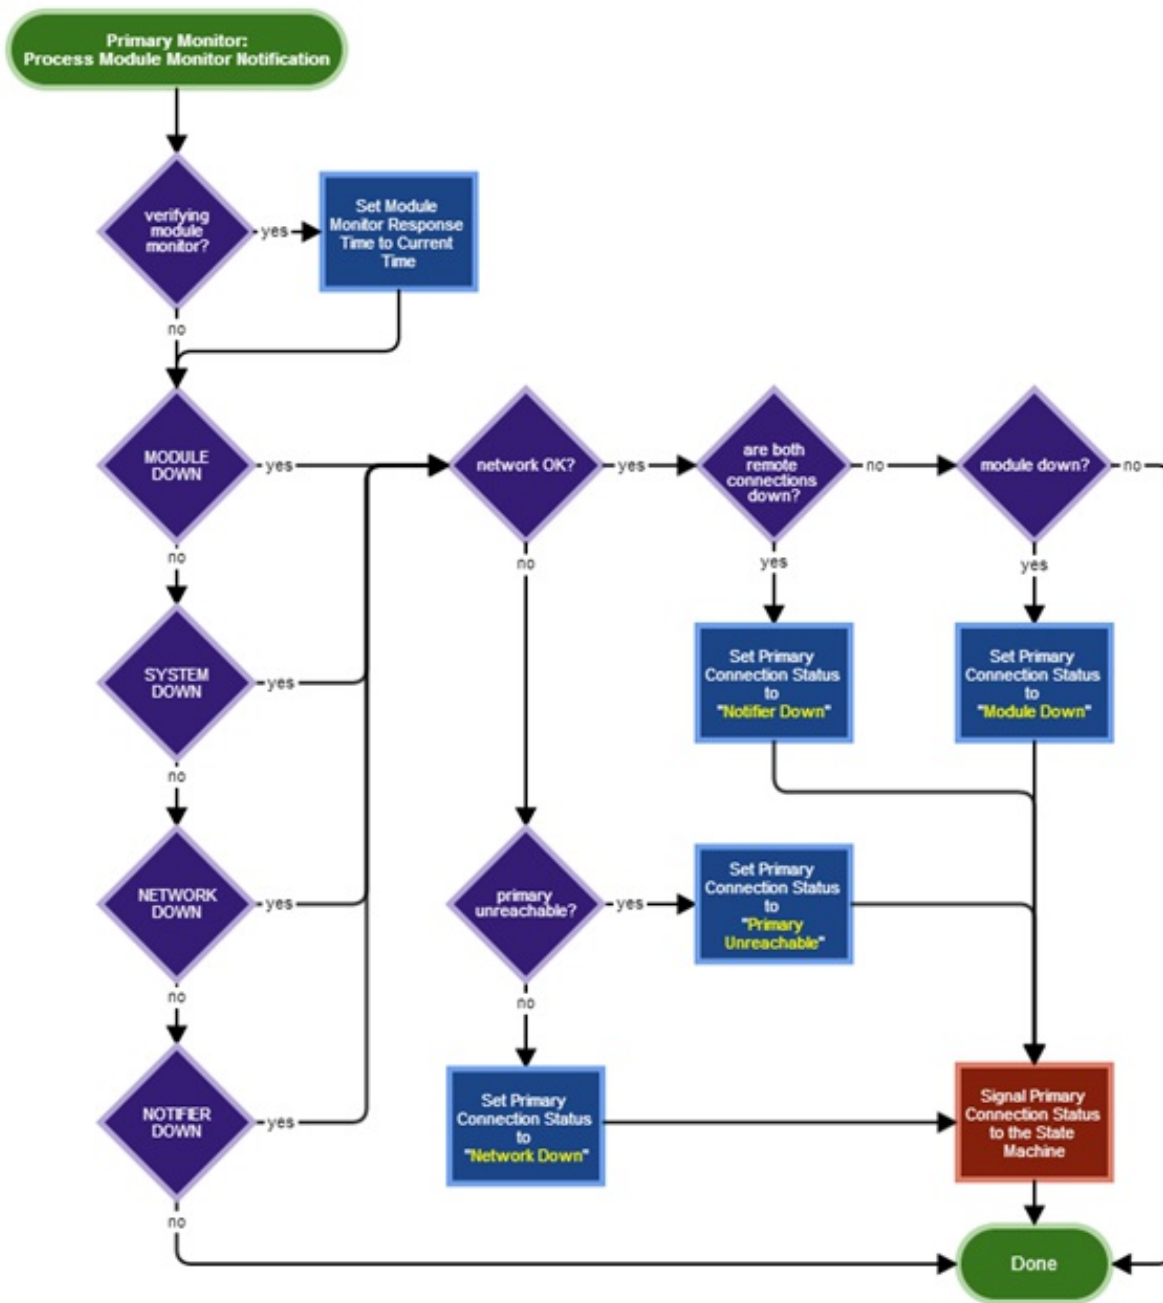 Primary Monitor:
Process Module Monitor Notification
verifying
module
monitor?
yes
Set Module
Monitor Response
Time to Current
Time
no
MODULE
DOWN
yes
network OK?
yes
are both
remote
connections
down?
no
module down?
no
no
no
yes
yes
SYSTEM
DOWN
yes
Set Primary
Connection Status
to
"Notifier Down"
Set Primary
Connection Status
to
"Module Down"
no
NETWORK
DOWN
yes
primary
unreachable?
yes
Set Primary
Connection Status
to
"Primary
Unreachable"
no
no
NOTIFIER
DOWN
yes
Set Primary
Connection Status
to
"Network Down"
Signal Primary
Connection Status
to the State
Machine
no
Done